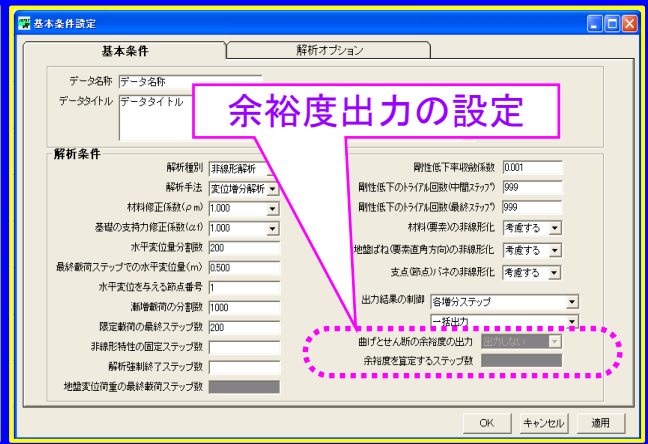 基本条件設定
基本条件
解析オプション
データ名称 データ名称
データタイトル データタイトル
余裕度出力の設定
解析条件
解析種別 非線形解析
解析手法 変位増分解析
材料修正係数(ρm) 1.000
基礎の支持力修正係数(αf) 1.000
水平変位量分割数 200
最終載荷ステップでの水平変位量(m) 0.500
水平変位を与える節点番号 1
漸増載荷の分割数 1000
限定載荷の最終ステップ数 200
非線形特性の固定ステップ数
解析強制終了ステップ数
地盤変位荷重の最終載荷ステップ数
剛性低下率収斂係数 0.001
剛性低下のトライアル回数(中間ステップ) 999
剛性低下のトライアル回数(最終ステップ) 999
材料(要素)の非線形化 考慮する
地盤ばね(要素直角方向)の非線形化 考慮する
支点(節点)バネの非線形化 考慮する
出力結果の制御 各増分ステップ
一括出力
曲げとせん断の余裕度の出力 出力しない
余裕度を算定するステップ数
OK
キャンセル
適用